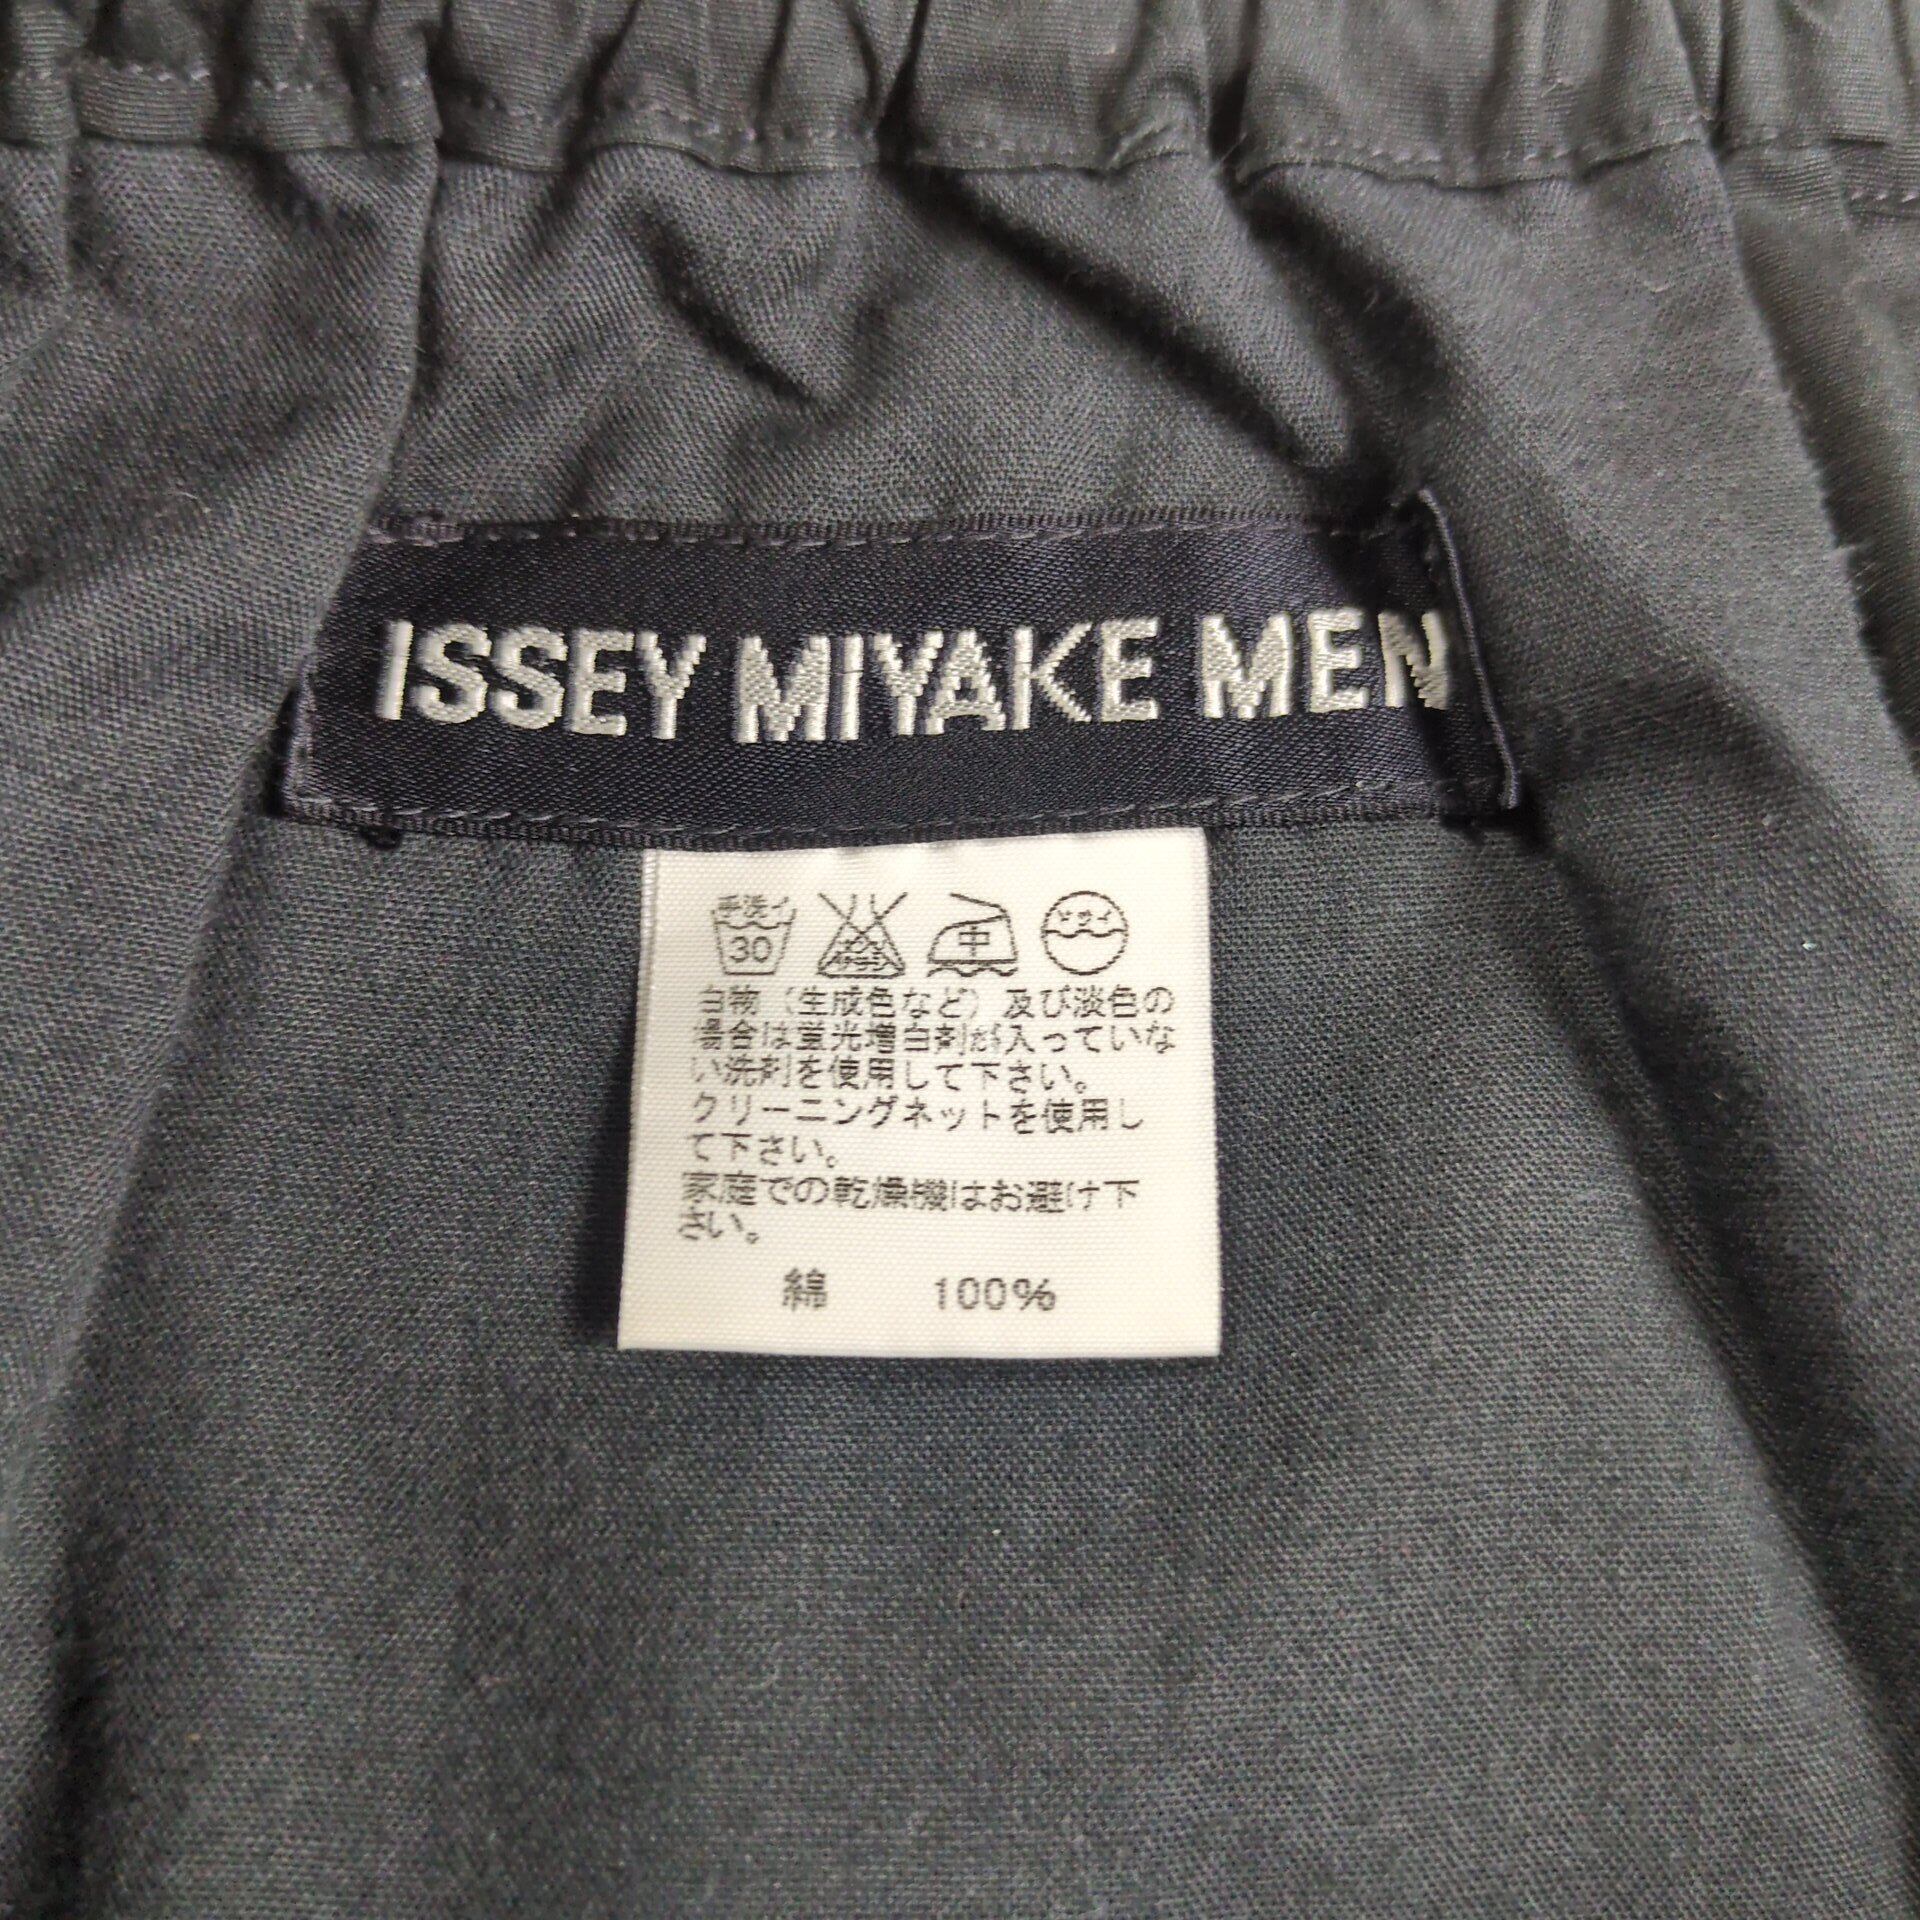 ISSEY MIYAKE MEN
手洗イ
30
中
ドライ
白物（生成色など）及び淡色の
場合は蛍光増白剤が入っていな
い洗剤を使用して下さい。
クリーニングネットを使用し
て下さい。
家庭での乾燥機はお避け下
さい。
綿 100%